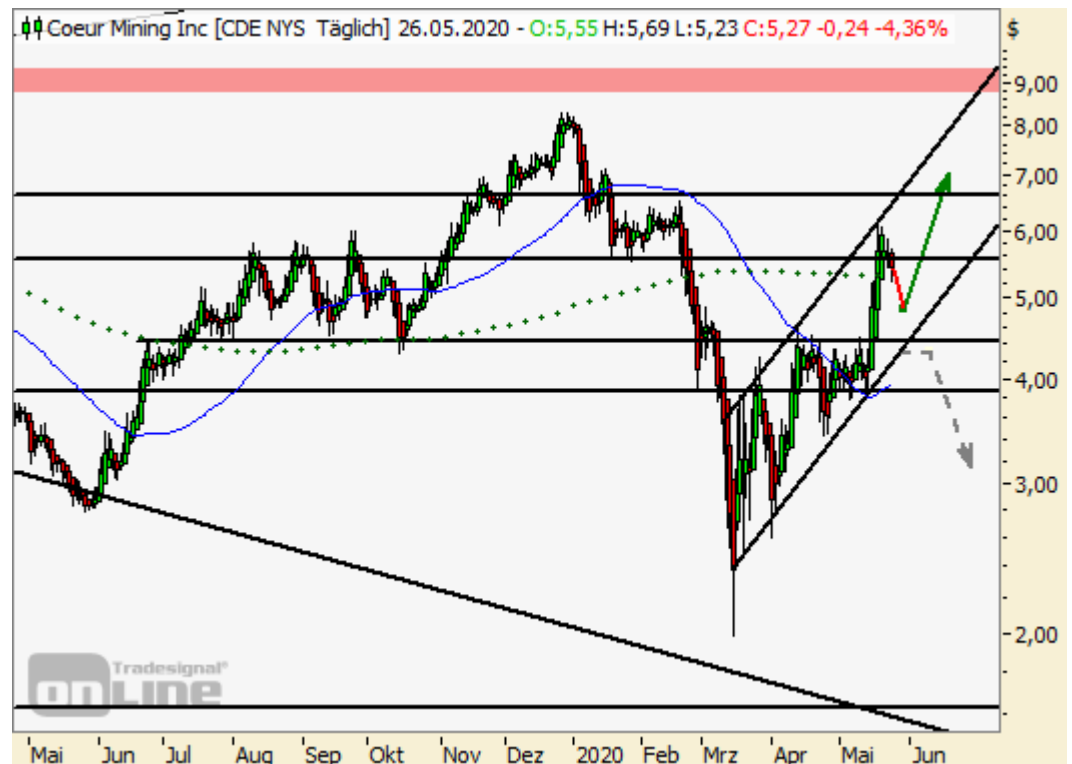 Coeur Mining Inc [CDE NYS Täglich] 26.05.2020 - O:5,55 H:5,69 L:5,23 C:5,27 -0,24 -4,36%
$
9,00
8,00
7,00
6,00
5,00
4,00
3,00
2,00
Tradesignal®
onLine
Mai Jun Jul Aug Sep Okt Nov Dez 2020 Feb Mrz Apr Mai Jun